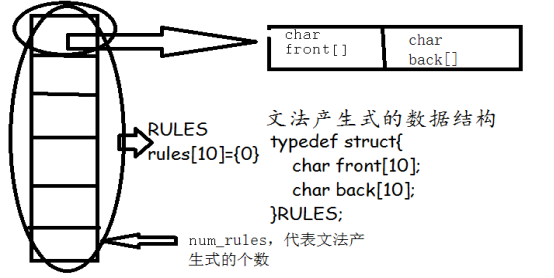 char
front[]
char
back[]
RULES
rules[10]={0}
文法产生式的数据结构
typedef struct{
char front[10];
char back[10];
}RULES;
num_rules，代表文法产
生式的个数